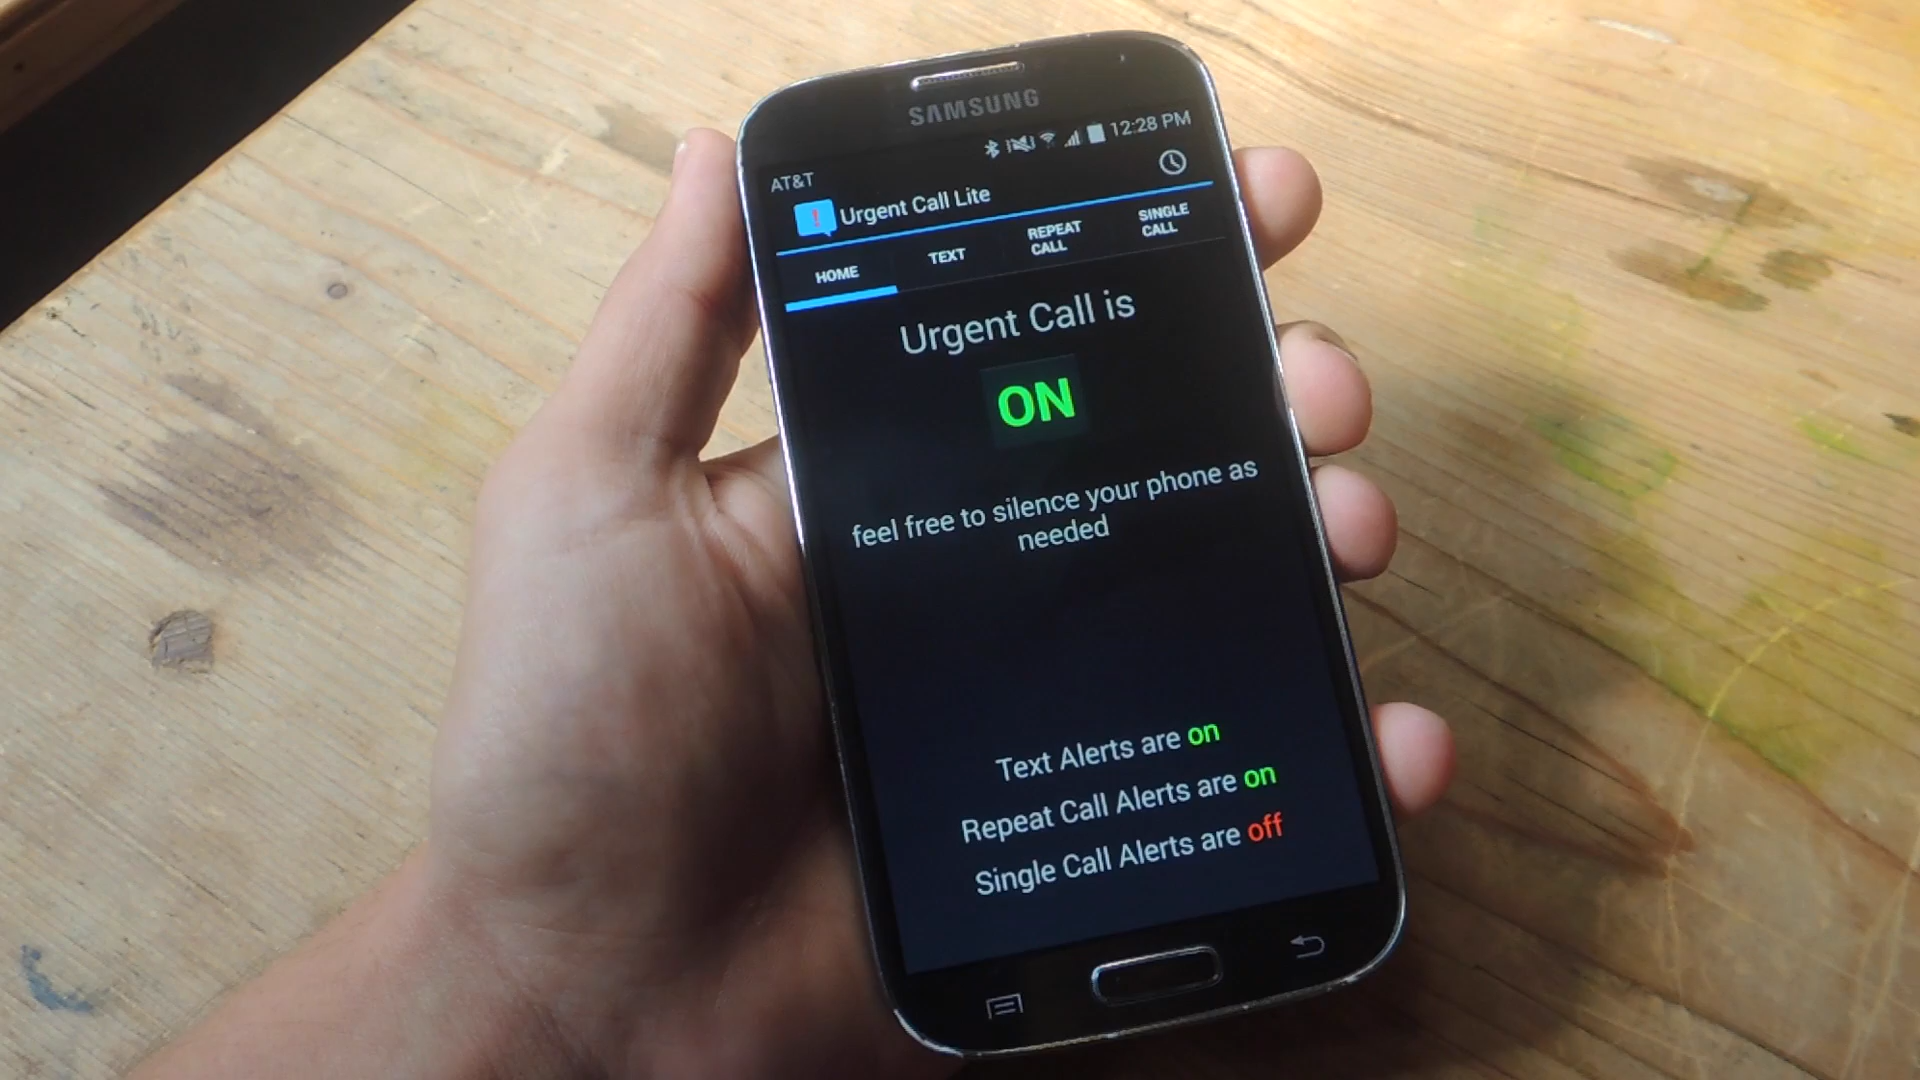 SAMSUNG
12:28 PM
AT&T
! Urgent Call Lite
HOME
TEXT
REPEAT
CALL
SINGLE
CALL
Urgent Call is
ON
feel free to silence your phone as
needed
Text Alerts are on
Repeat Call Alerts are on
Single Call Alerts are off